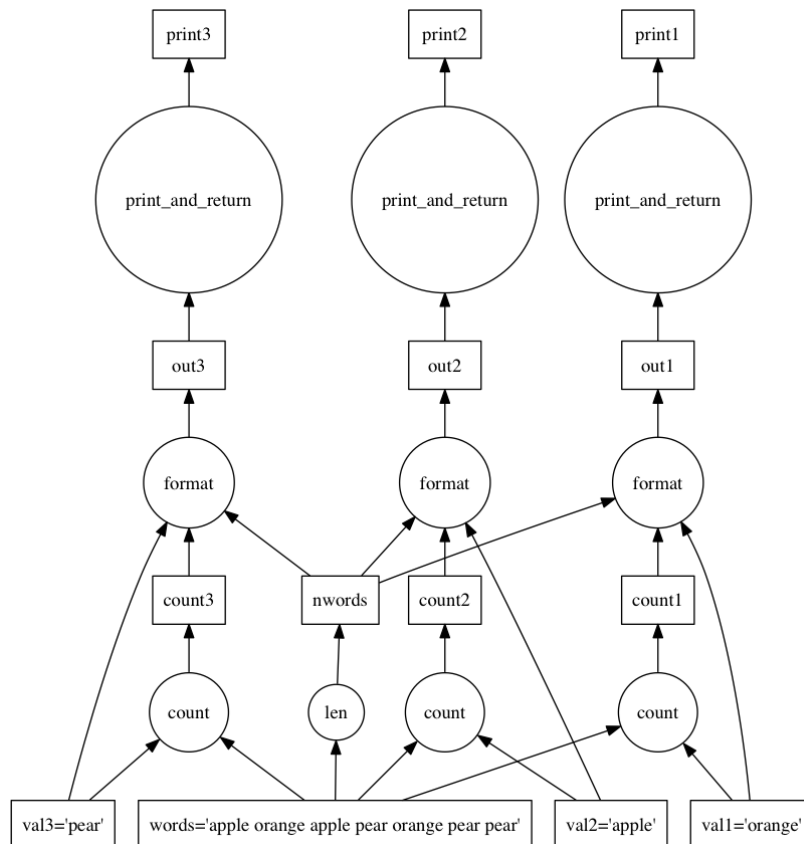 print3
print2
print1
print_and_return
print_and_return
print_and_return
out3
out2
out1
format
format
format
count3
nwords
count2
count1
count
len
count
count
val3='pear'
words='apple orange apple pear orange pear pear'
val2='apple'
val1='orange'